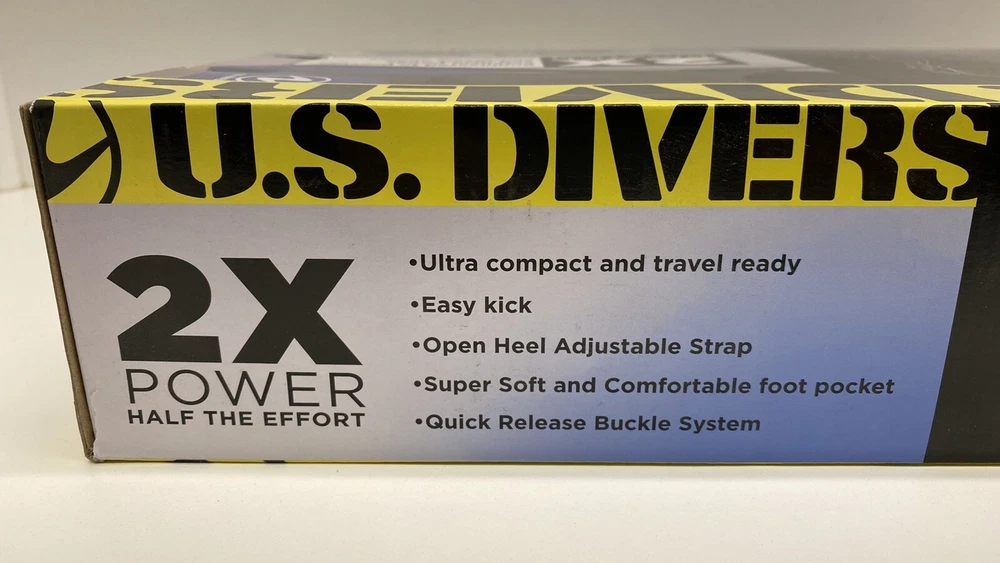 U.S. DIVERS
2X
POWER
HALF THE EFFORT
•Ultra compact and travel ready
•Easy kick
•Open Heel Adjustable Strap
•Super Soft and Comfortable foot pocket
•Quick Release Buckle System